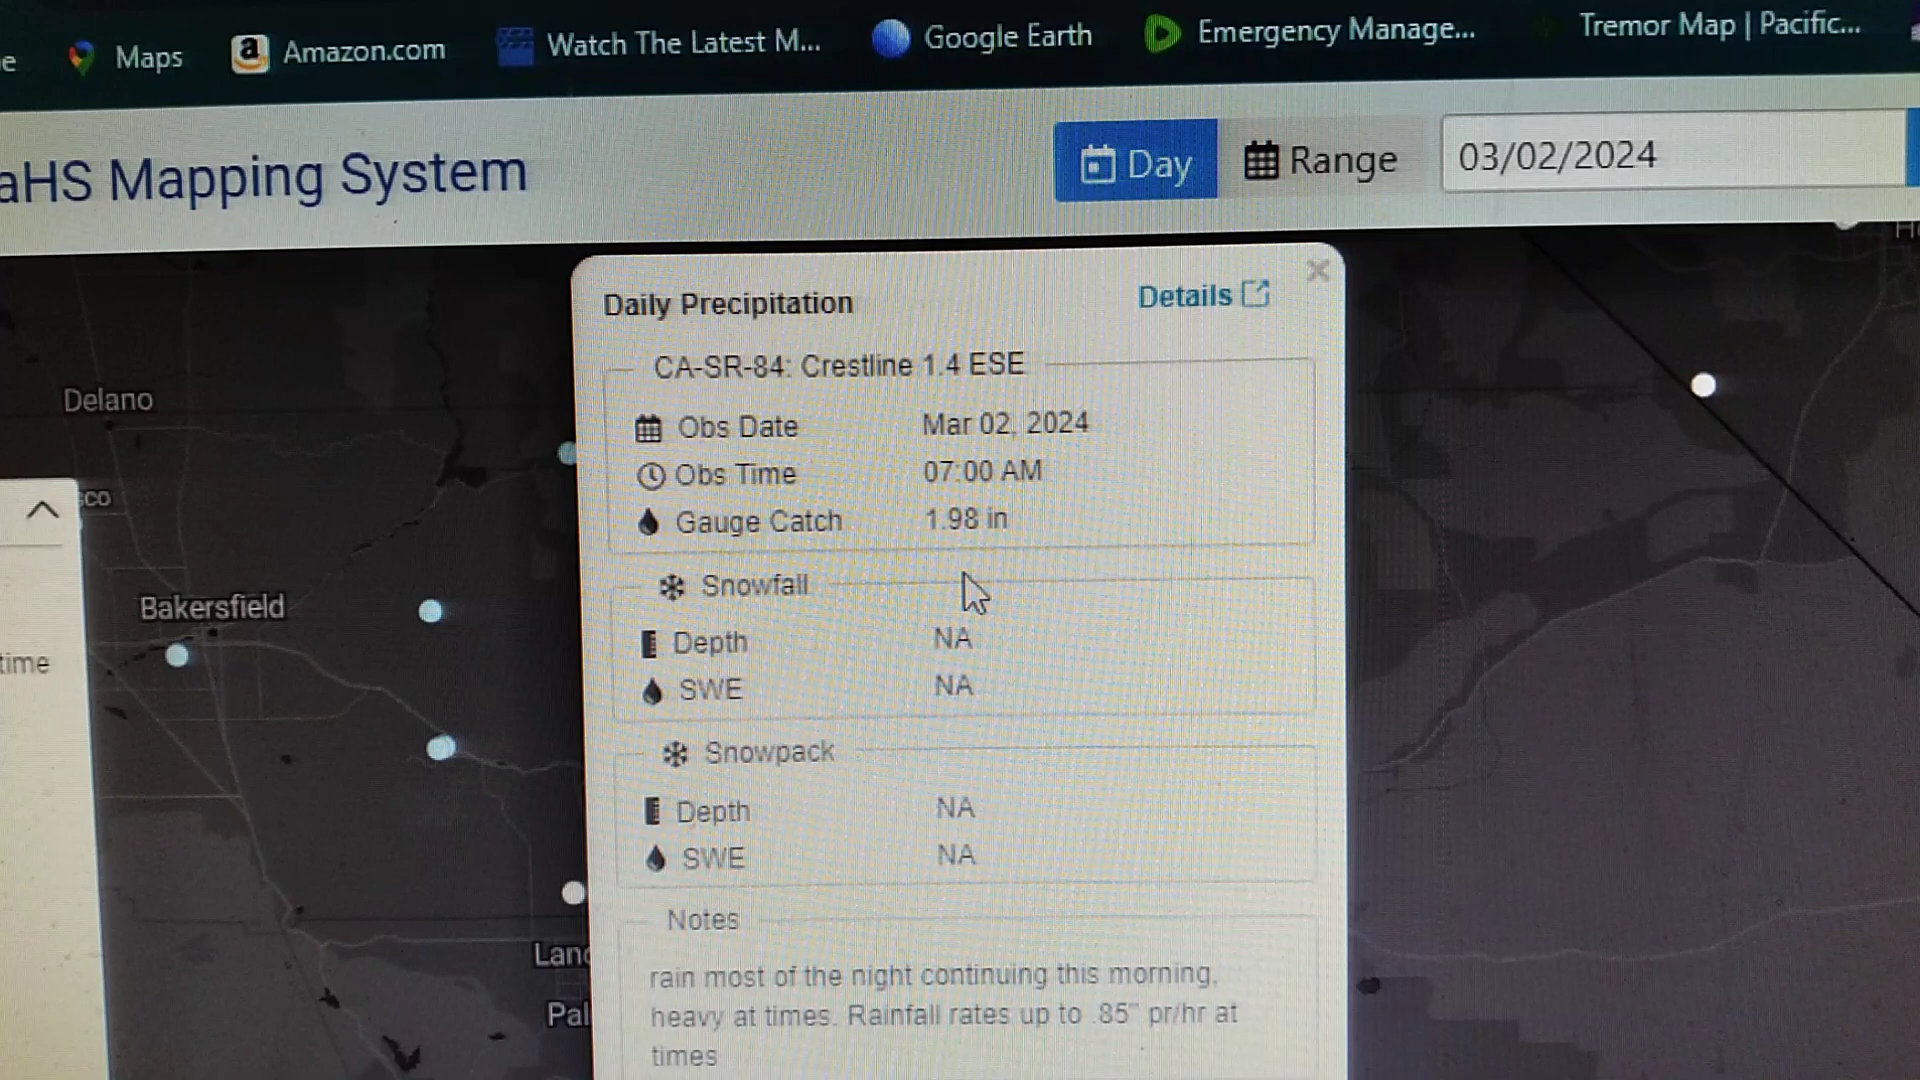 e Maps Amazon.com Watch The Latest M... Google Earth Emergency Manage... Tremor Map | Pacific...
aHS Mapping System Day Range 03/02/2024
Daily Precipitation Details
CA-SR-84: Crestline 1.4 ESE
Obs Date Mar 02, 2024
Obs Time 07:00 AM
Gauge Catch 1.98 in
Snowfall
Depth NA
SWE NA
Snowpack
Depth NA
SWE NA
Notes
rain most of the night continuing this morning,
heavy at times. Rainfall rates up to .85" pr/hr at
times
Delano
sco
Bakersfield
time
Lanc
Pal